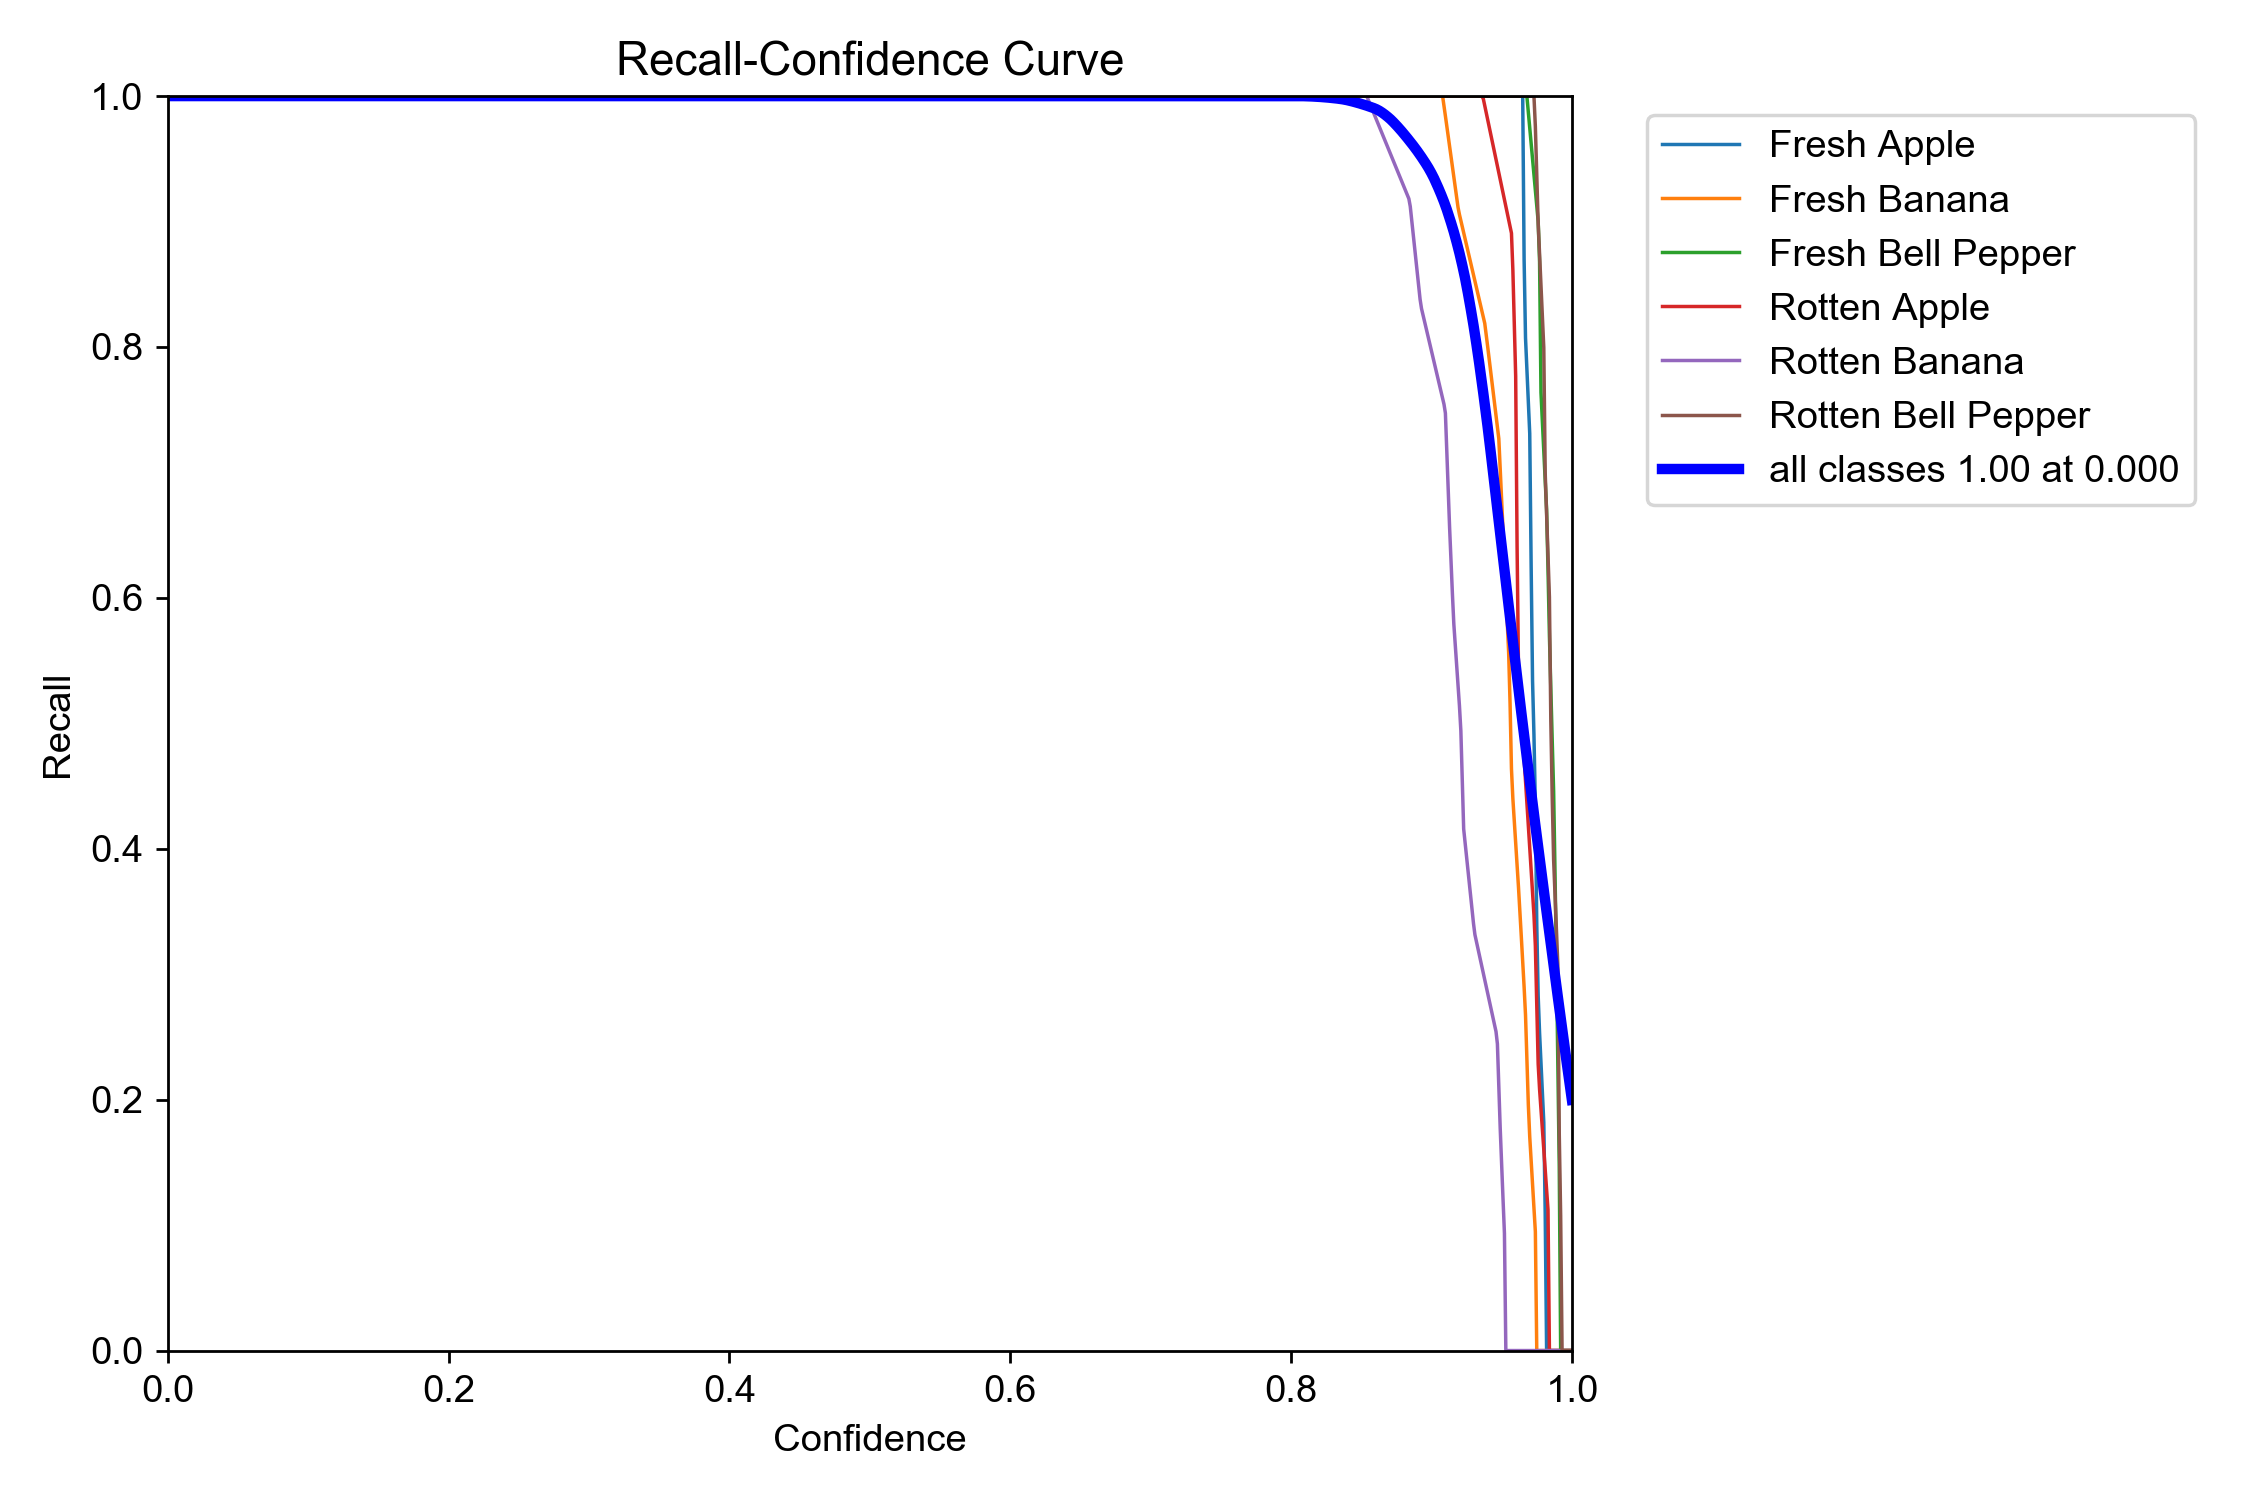 Recall-Confidence Curve
1.0
0.8
0.6
0.4
0.2
0.0
Recall
0.0 0.2 0.4 0.6 0.8 1.0
Confidence
Fresh Apple
Fresh Banana
Fresh Bell Pepper
Rotten Apple
Rotten Banana
Rotten Bell Pepper
all classes 1.00 at 0.000